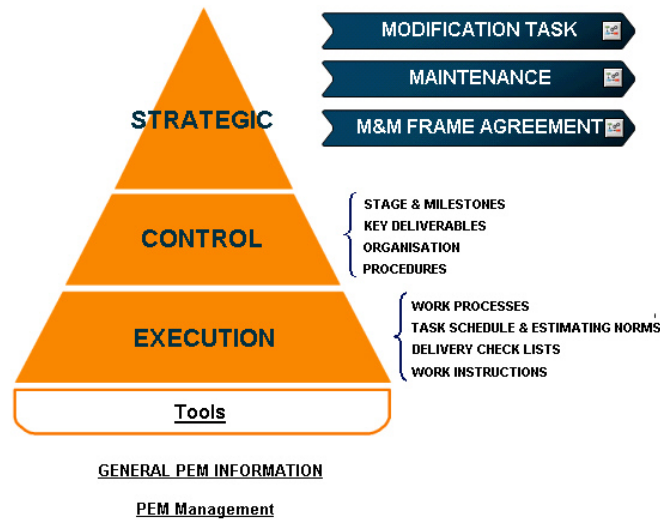 MODIFICATION TASK
MAINTENANCE
M&M FRAME AGREEMENT
STRATEGIC
CONTROL
STAGE & MILESTONES
KEY DELIVERABLES
ORGANISATION
PROCEDURES
EXECUTION
WORK PROCESSES
TASK SCHEDULE & ESTIMATING NORMS
DELIVERY CHECK LISTS
WORK INSTRUCTIONS
Tools
GENERAL PEM INFORMATION
PEM Management